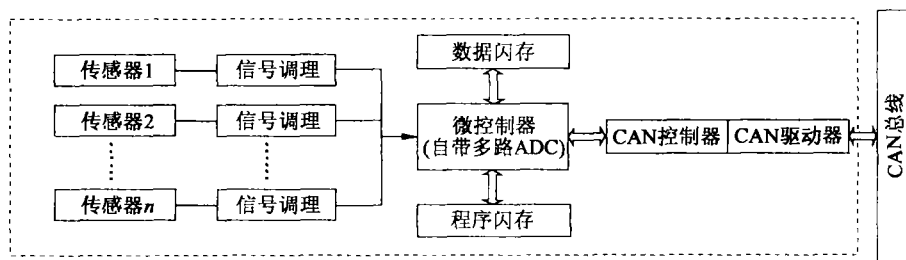 数据闪存
传感器1
信号调理
传感器2
信号调理
微控制器
(自带多路ADC)
CAN控制器
CAN驱动器
传感器n
信号调理
程序闪存
CAN总线